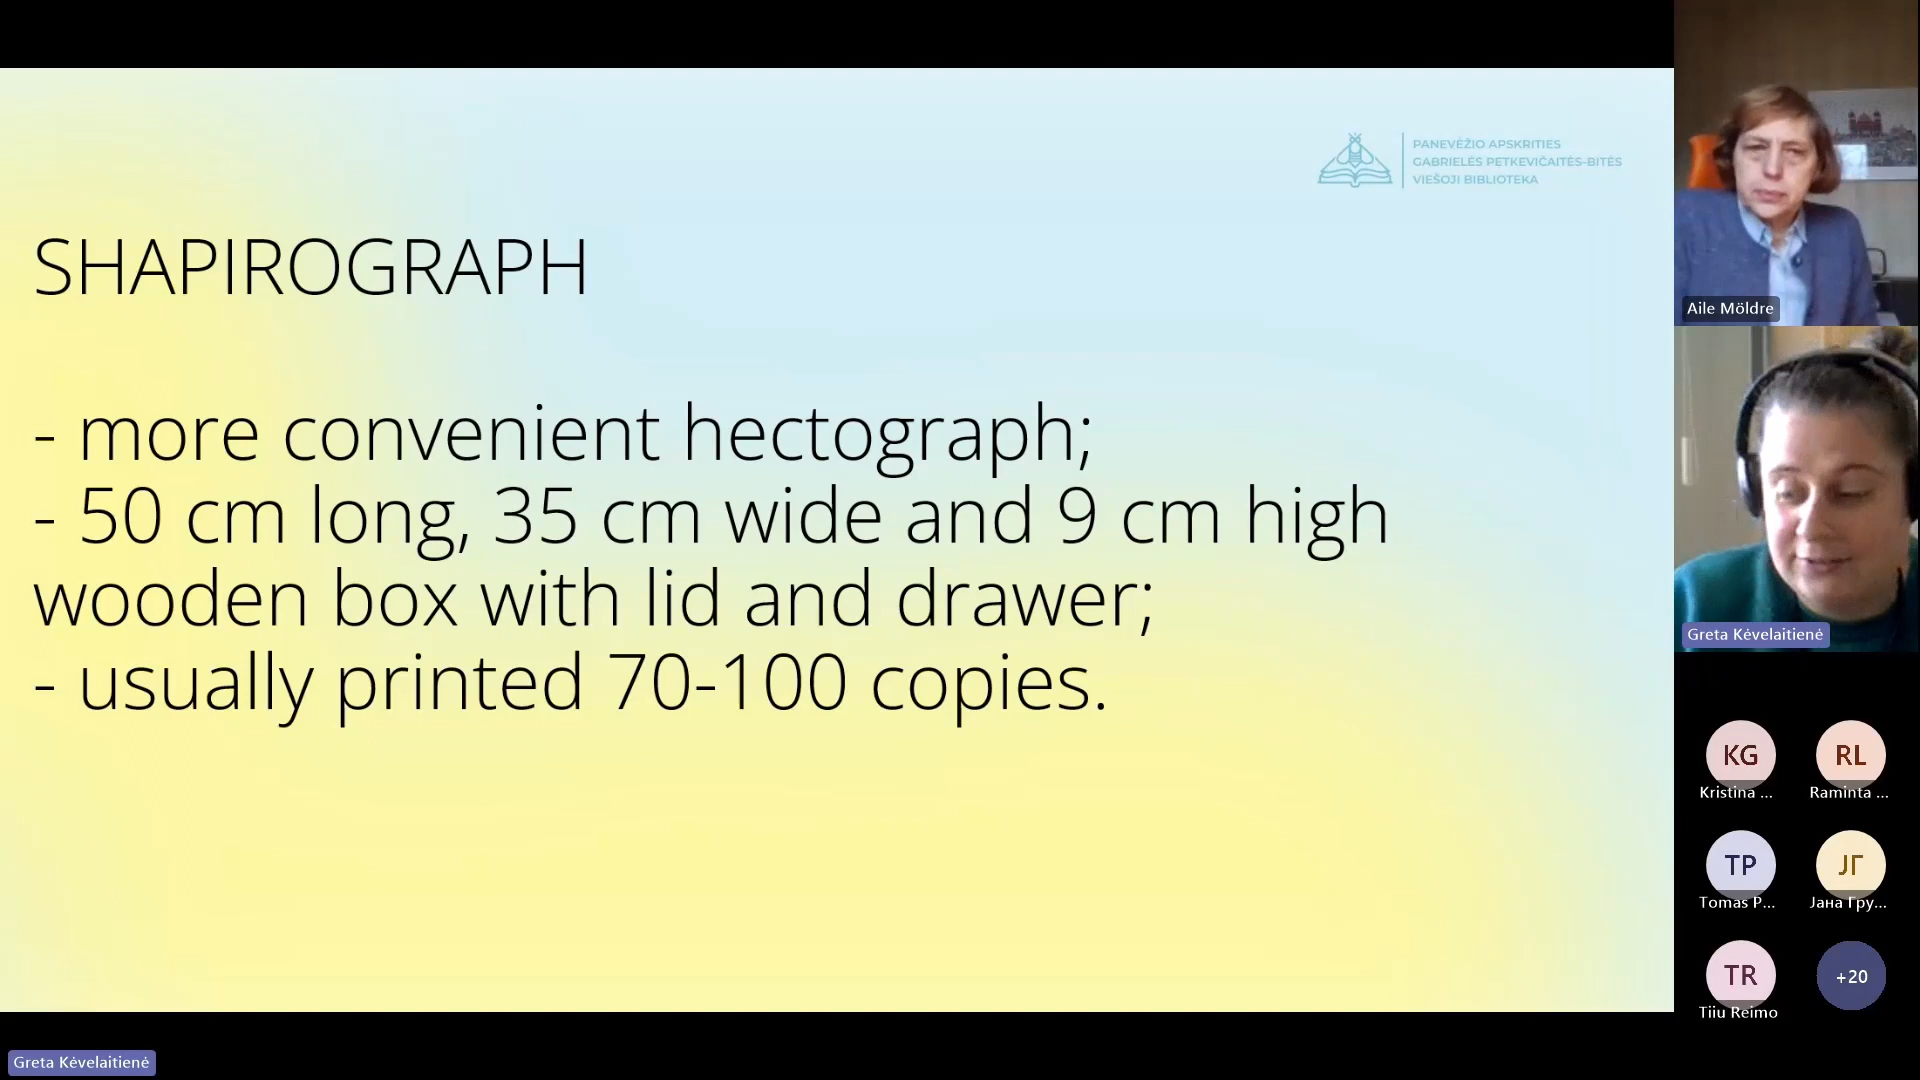 PANEVĖŽIO APSKRITIES
GABRIELĖS PETKEVIČAITĖS-BITĖS
VIEŠOJI BIBLIOTEKA
SHAPIROGRAPH
- more convenient hectograph;
- 50 cm long, 35 cm wide and 9 cm high
wooden box with lid and drawer;
- usually printed 70-100 copies.
Aile Möldre
Greta Kėvelaitienė
KG
Kristina ...
RL
Raminta ...
TP
Tomas P...
ЈГ
Јана Гру...
TR
Tiiu Reimo
+20
Greta Kėvelaitienė